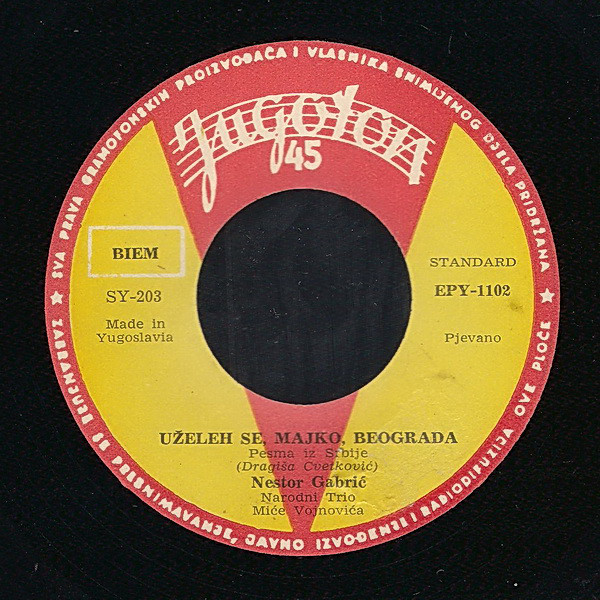 ★ SVA PRAVA GRAMOFONSKIH PROIZVOĐAČA I VLASNIKA SNIMLJENOG DJELA PRIDRŽANA ★
ZABRANJUJE SE PRESNIMAVANJE, JAVNO IZVOĐENJE I RADIODIFUZIJA OVE PLOČE
Jugoton
45
BIEM
SY-203
Made in
Yugoslavia
STANDARD
EPY-1102
Pjevano
UŽELEH SE, MAJKO, BEOGRADA
Pesma iz Srbije
(Dragiša Cvetković)
Nestor Gabrić
Narodni Trio
Miće Vojnovića